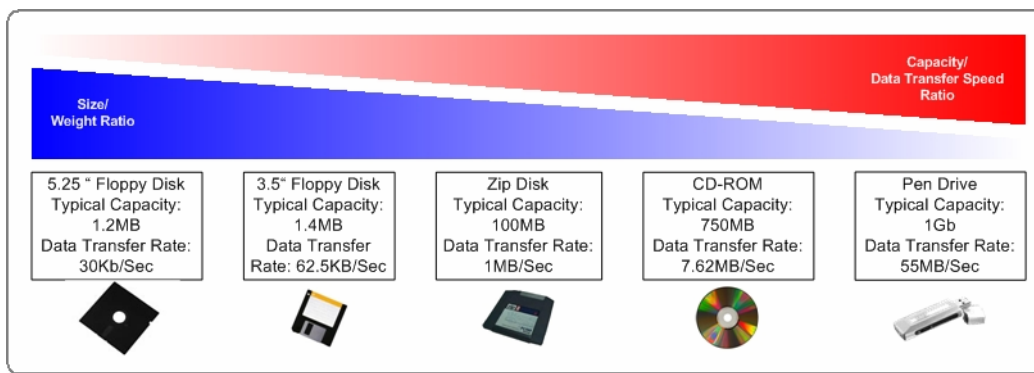 Capacity/
Data Transfer Speed
Ratio
Size/
Weight Ratio
5.25 “ Floppy Disk
Typical Capacity:
1.2MB
Data Transfer Rate:
30Kb/Sec
3.5“ Floppy Disk
Typical Capacity:
1.4MB
Data Transfer
Rate: 62.5KB/Sec
Zip Disk
Typical Capacity:
100MB
Data Transfer Rate:
1MB/Sec
CD-ROM
Typical Capacity:
750MB
Data Transfer Rate:
7.62MB/Sec
Pen Drive
Typical Capacity:
1Gb
Data Transfer Rate:
55MB/Sec